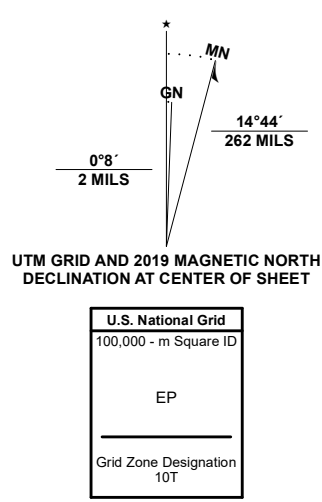 ★
MN
GN
14°44´
262 MILS
0°8´
2 MILS
UTM GRID AND 2019 MAGNETIC NORTH
DECLINATION AT CENTER OF SHEET
U.S. National Grid
100,000 - m Square ID
EP
Grid Zone Designation
10T